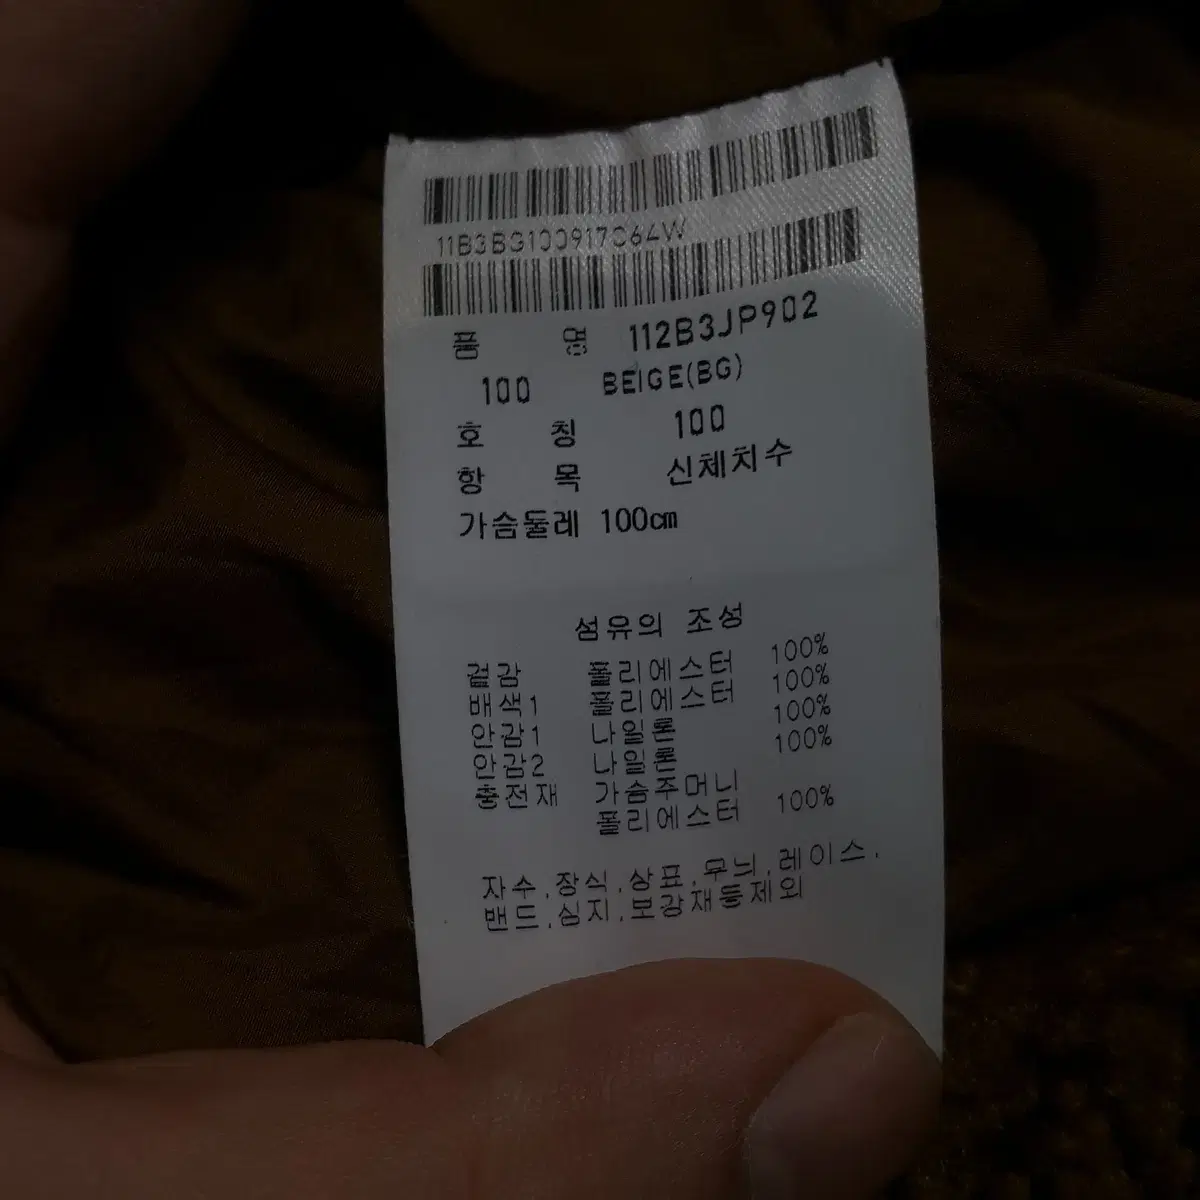 11B3BG100917C64W
품 명 112B3JP902
100 BEIGE(BG)
호 칭 100
항 목 신체치수
가슴둘레 100㎝
섬유의 조성
겉감 폴리에스터 100%
배색1 폴리에스터 100%
안감1 나일론 100%
안감2 나일론 100%
충전재 가슴주머니
폴리에스터 100%
자수.장식.상표.무늬.레이스.
밴드.심지.보강재등제외